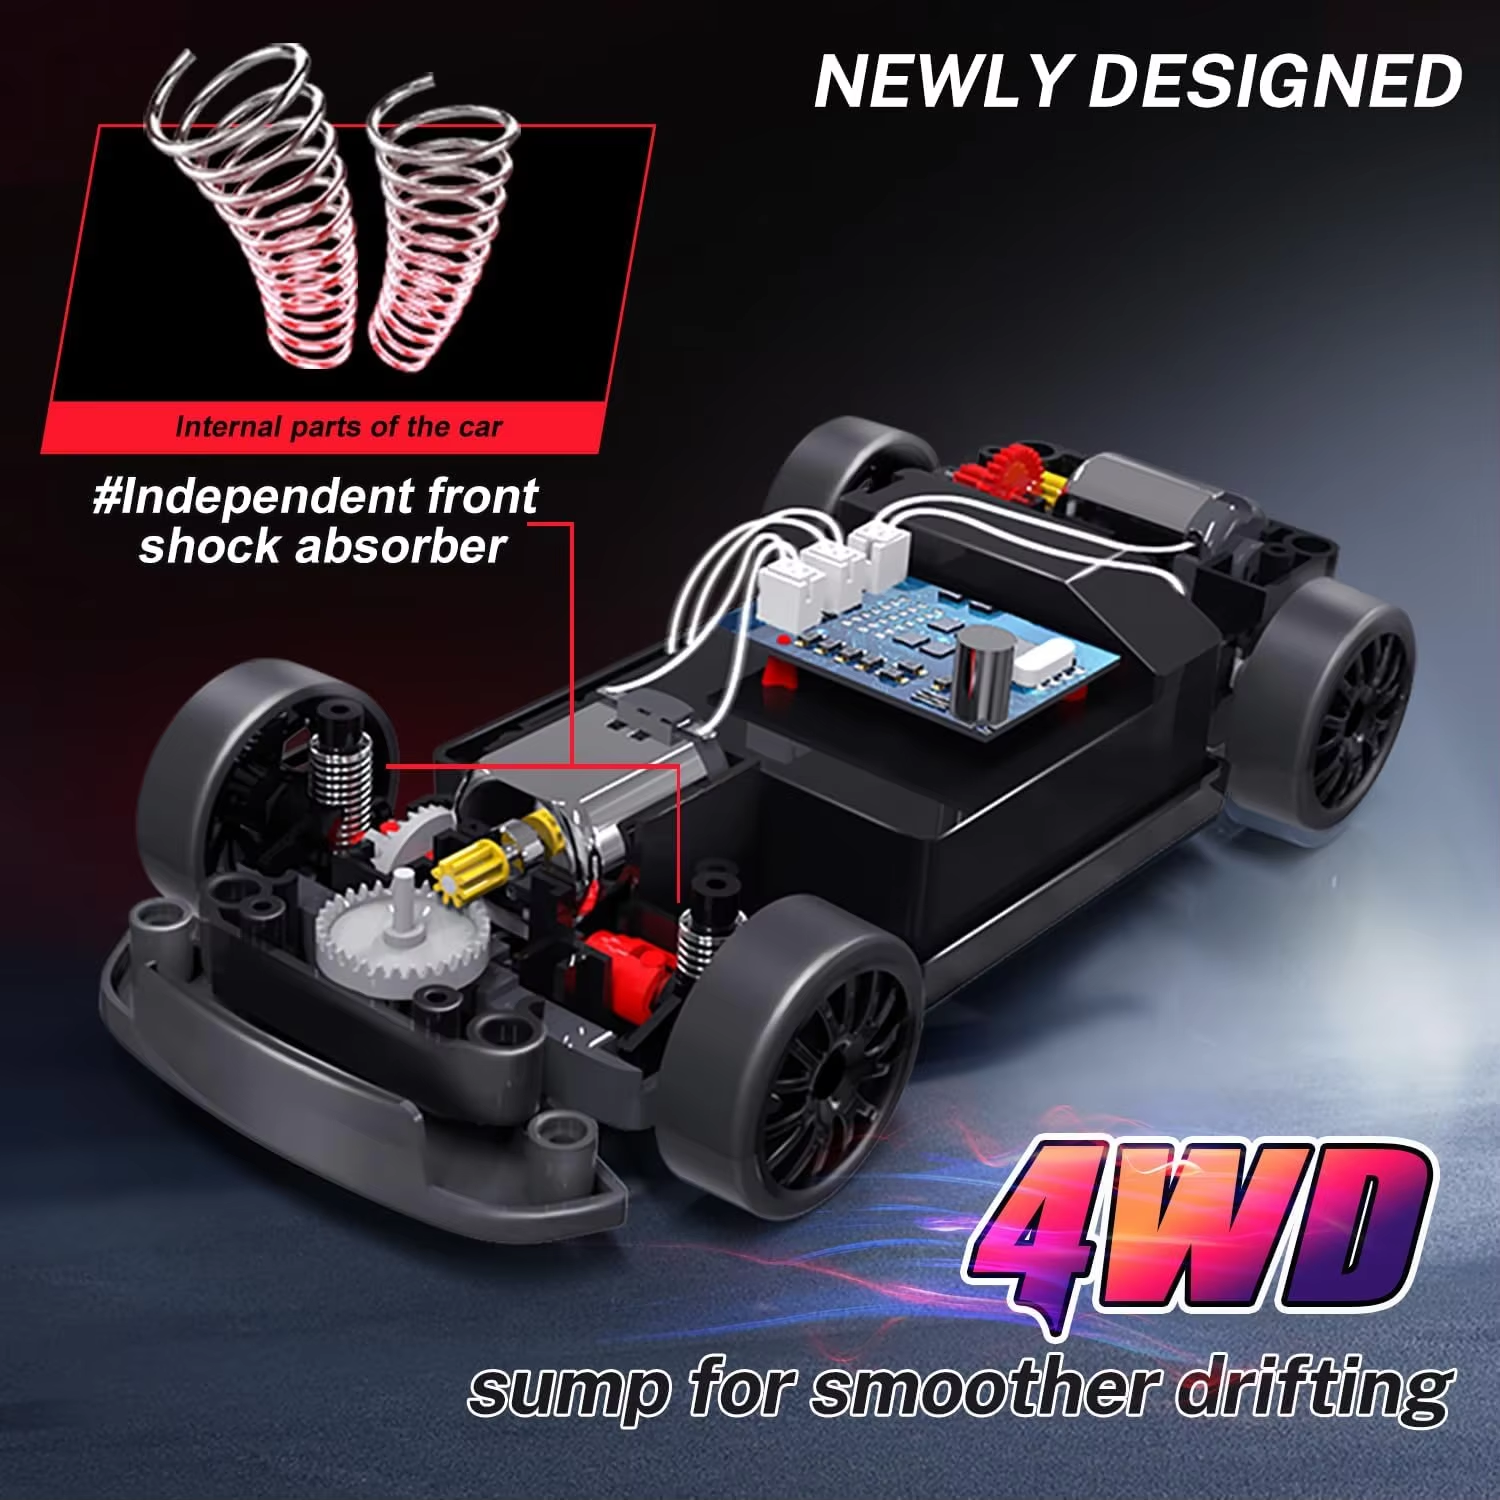 NEWLY DESIGNED
Internal parts of the car
#Independent front
shock absorber
4WD
sump for smoother drifting